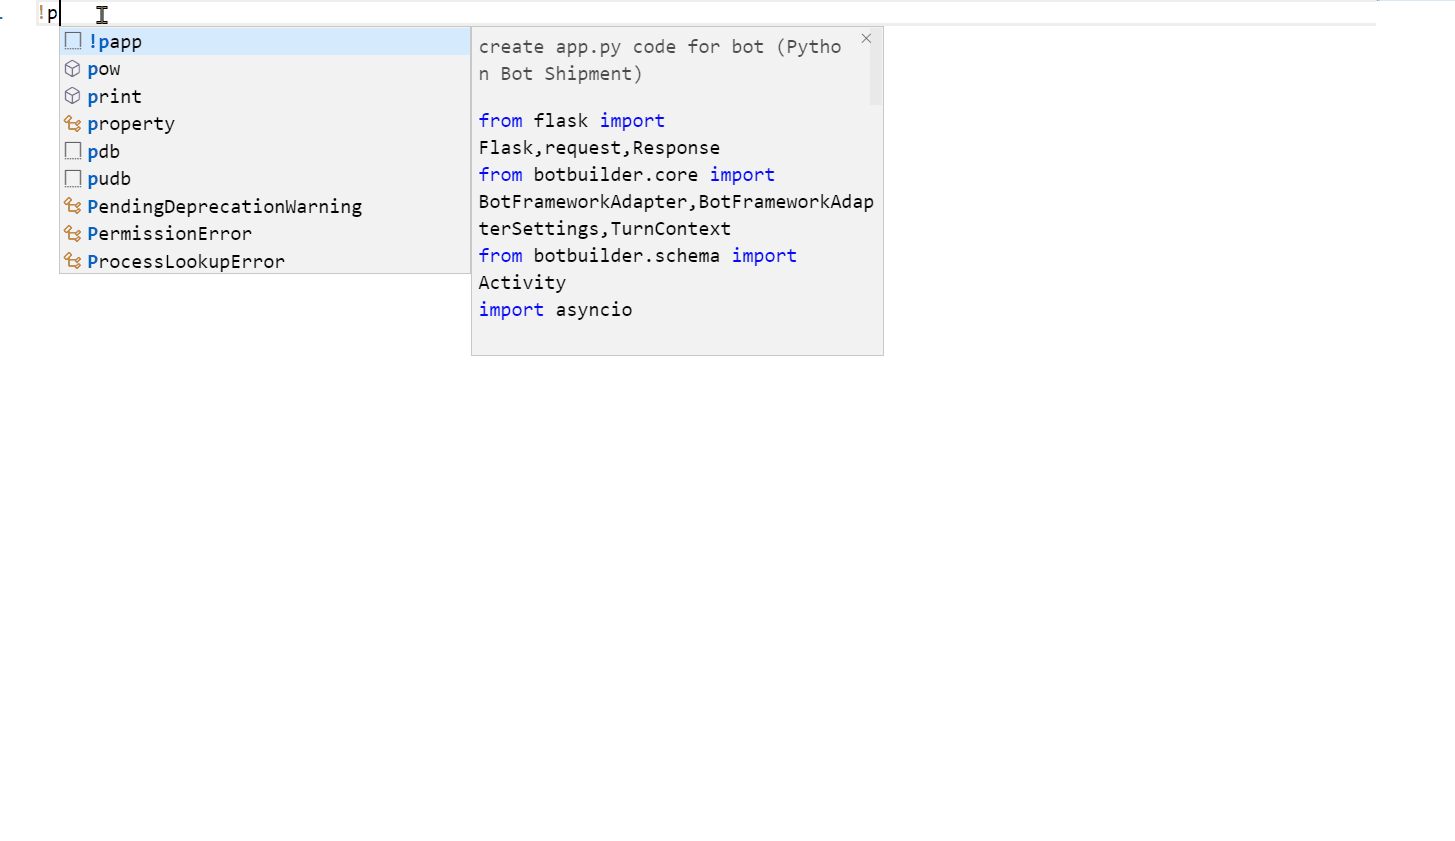 !p
!papp
pow
print
property
pdb
pudb
PendingDeprecationWarning
PermissionError
ProcessLookupError
create app.py code for bot (Pytho
n Bot Shipment)
from flask import
Flask,request,Response
from botbuilder.core import
BotFrameworkAdapter,BotFrameworkAdap
terSettings,TurnContext
from botbuilder.schema import
Activity
import asyncio